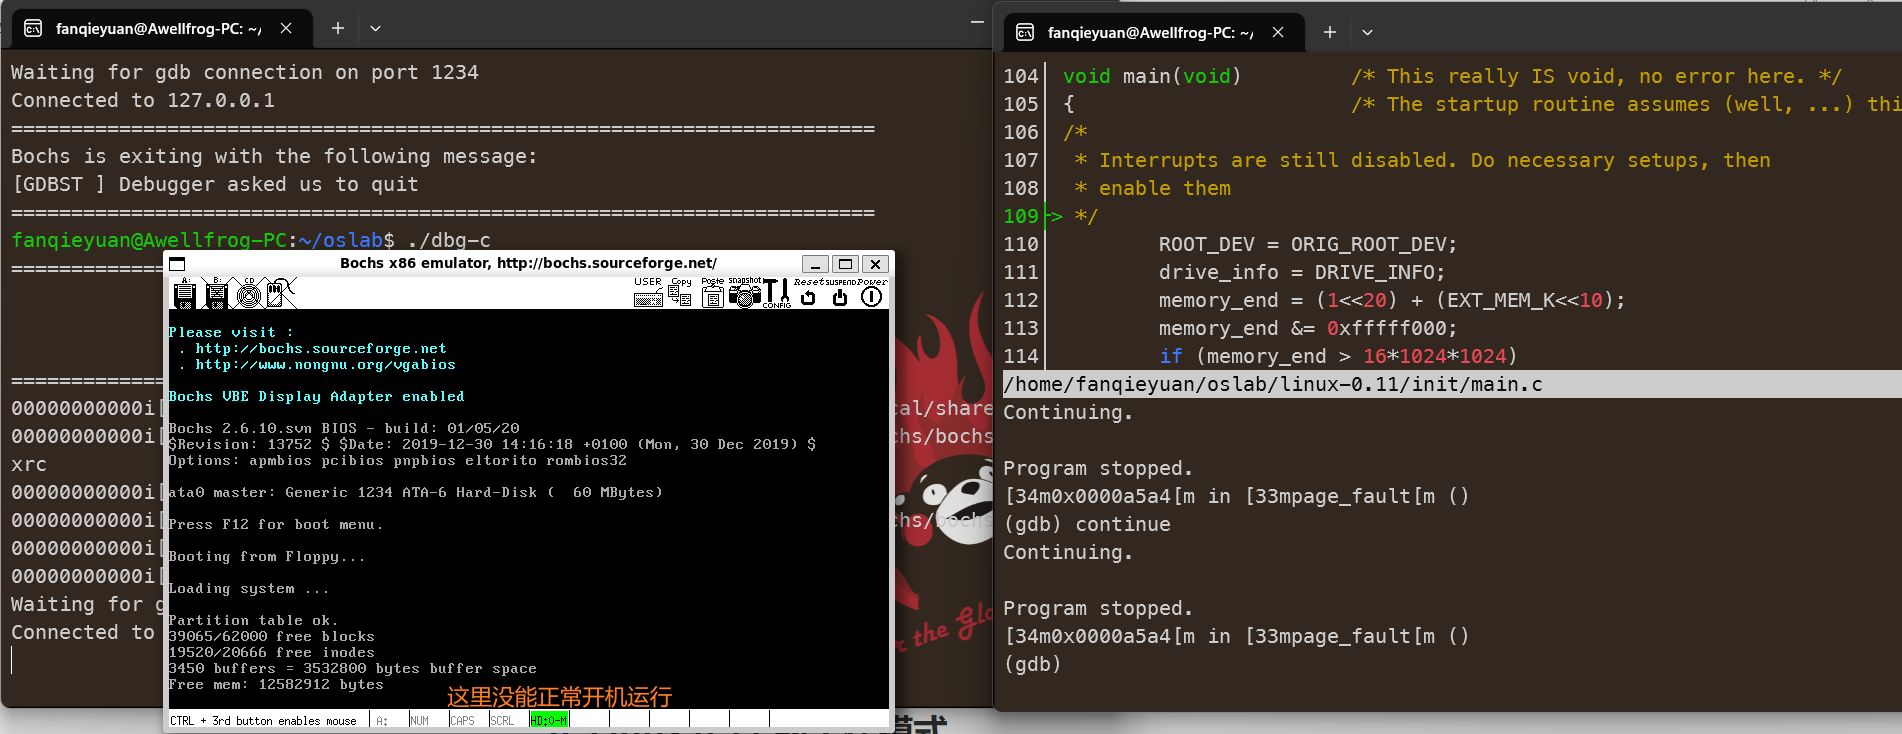 fanqieyuan@Awellfrog-PC: ~/
Waiting for gdb connection on port 1234
Connected to 127.0.0.1
========================================================================
Bochs is exiting with the following message:
[GDBST ] Debugger asked us to quit
========================================================================
fanqieyuan@Awellfrog-PC:~/oslab$ ./dbg-c
=============
=============
00000000000i[
cal/share
00000000000i[
chs/bochs
xrc
00000000000i[
00000000000i[
chs/bochs
00000000000i[
00000000000i[
Waiting for g
Connected to
Bochs x86 emulator, http://bochs.sourceforge.net/
A:
B:
CD
USER
Copy
Paste
snapshot
CONFIG
Reset
SUSPEND
Power
Please visit :
. http://bochs.sourceforge.net
. http://www.nongnu.org/vgabios
Bochs VBE Display Adapter enabled
Bochs 2.6.10.svn BIOS - build: 01/05/20
$Revision: 13752 $ $Date: 2019-12-30 14:16:18 +0100 (Mon, 30 Dec 2019) $
Options: apmbios pcibios pnpbios eltorito rombios32
ata0 master: Generic 1234 ATA-6 Hard-Disk (  60 MBytes)
Press F12 for boot menu.
Booting from Floppy...
Loading system ...
Partition table ok.
39065/62000 free blocks
19520/20666 free inodes
3450 buffers = 3532800 bytes buffer space
Free mem: 12582912 bytes
这里没能正常开机运行
CTRL + 3rd button enables mouse
A:
NUM
CAPS
SCRL
HD:0-M
the Glo
模式
fanqieyuan@Awellfrog-PC: ~/
104 void main(void) /* This really IS void, no error here. */
105 { /* The startup routine assumes (well, ...) thi
106 /*
107 * Interrupts are still disabled. Do necessary setups, then
108 * enable them
109 > */
110 ROOT_DEV = ORIG_ROOT_DEV;
111 drive_info = DRIVE_INFO;
112 memory_end = (1<<20) + (EXT_MEM_K<<10);
113 memory_end &= 0xfffff000;
114 if (memory_end > 16*1024*1024)
/home/fanqieyuan/oslab/linux-0.11/init/main.c
Continuing.
Program stopped.
[34m0x0000a5a4[m in [33mpage_fault[m ()
(gdb) continue
Continuing.
Program stopped.
[34m0x0000a5a4[m in [33mpage_fault[m ()
(gdb)